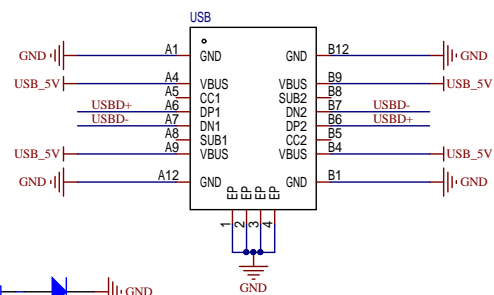 USB
GND A1 GND GND B12 GND
USB_5V A4 VBUS VBUS B9 USB_5V
A5 CC1 SUB2 B8
USBD+ A6 DP1 DN2 B7 USBD-
USBD- A7 DN1 DP2 B6 USBD+
A8 SUB1 CC2 B5
USB_5V A9 VBUS VBUS B4 USB_5V
GND A12 GND GND B1 GND
EP EP EP EP
1 2 3 4
GND
GND